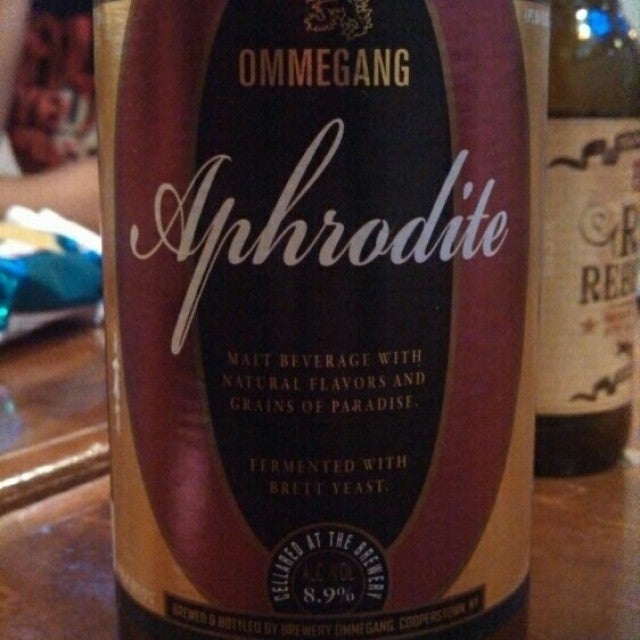 OMMEGANG
Aphrodite
MALT BEVERAGE WITH
NATURAL FLAVORS AND
GRAINS OF PARADISE.
FERMENTED WITH
BRETT YEAST.
CELLARED AT THE BREWERY
ALC./VOL.
8.9%
BREWED & BOTTLED BY BREWERY OMMEGANG, COOPERSTOWN, NY